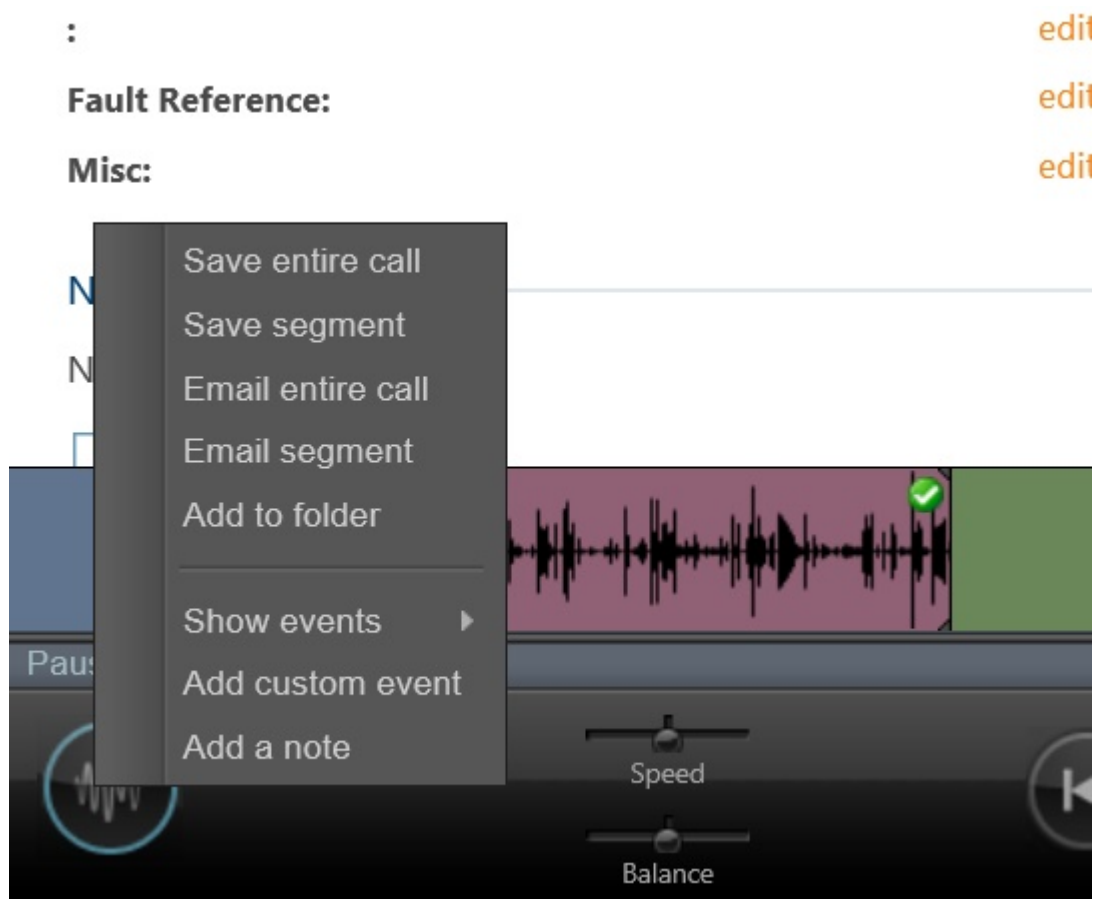 :
edit
Fault Reference:
edit
Misc:
edit
N
N
Save entire call
Save segment
Email entire call
Email segment
Add to folder
Show events
Add custom event
Add a note
Paus
Speed
Balance